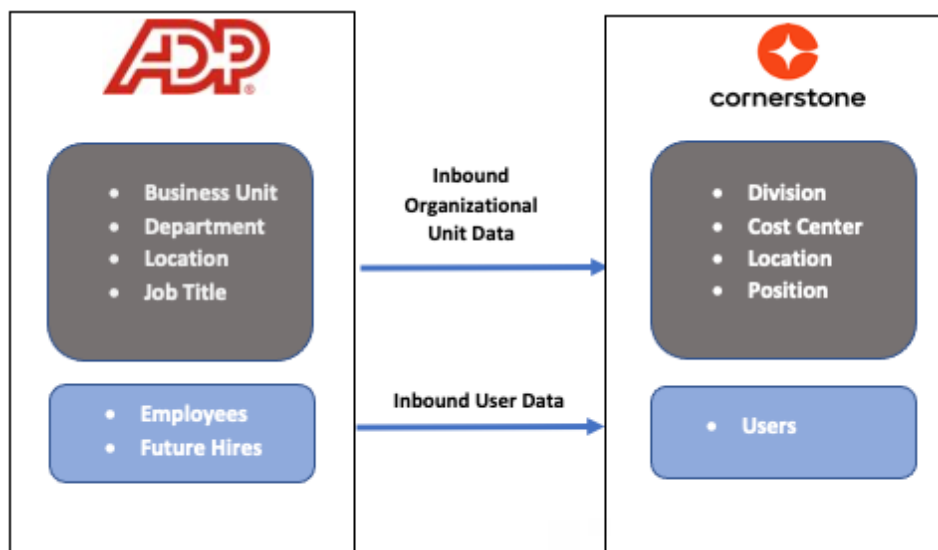 ADP
®
cornerstone
• Business Unit
• Department
• Location
• Job Title
Inbound
Organizational
Unit Data
• Division
• Cost Center
• Location
• Position
• Employees
• Future Hires
Inbound User Data
• Users